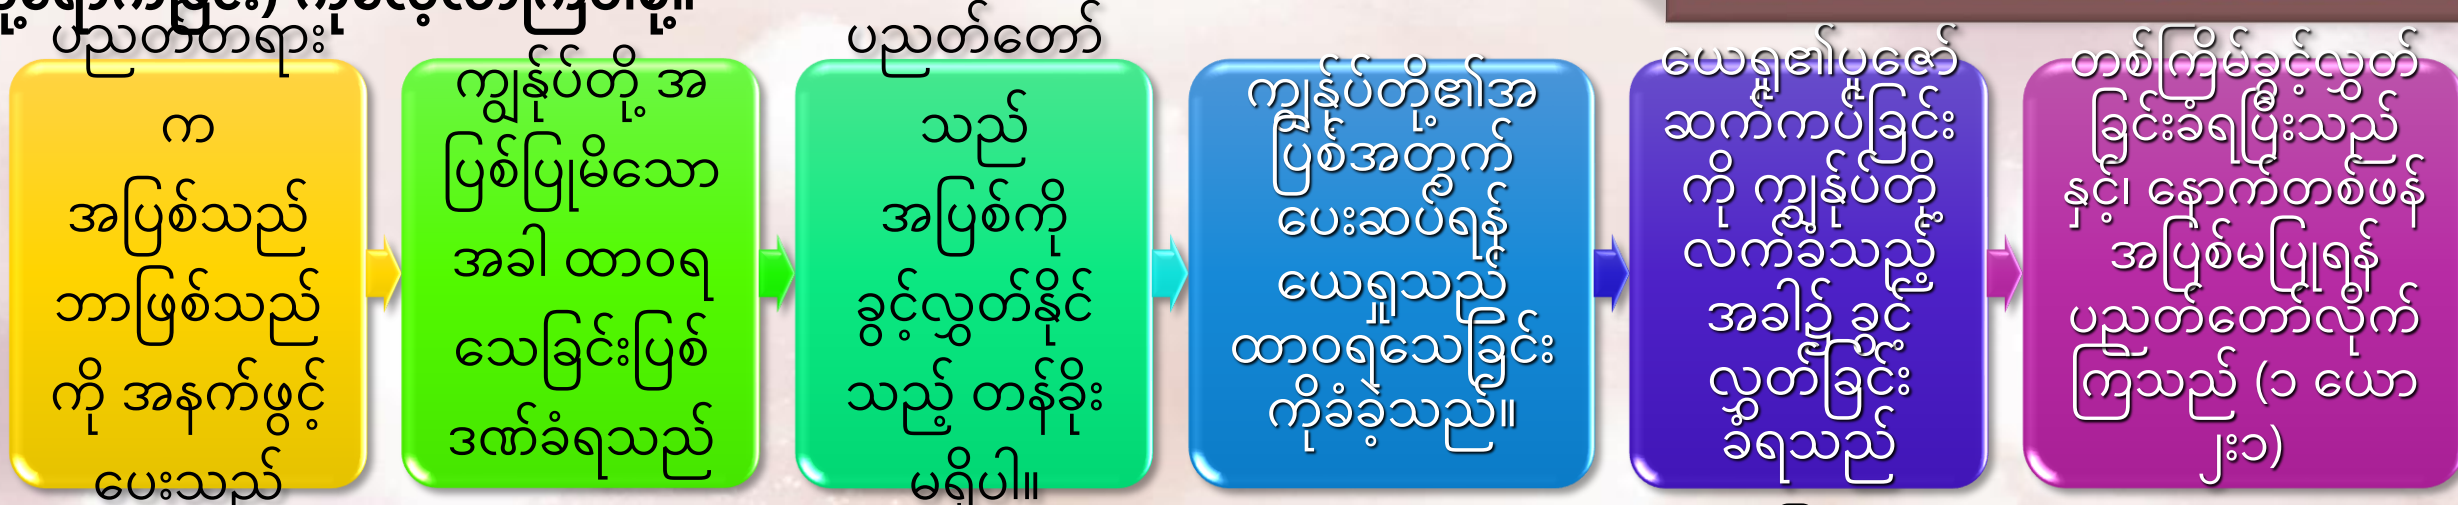 ပညတ်တရား
က
အပြစ်သည်
ဘာဖြစ်သည်
ကို အနက်ဖွင့်
ပေးသည်
ကျွန်ုပ်တို့ အ
ပြစ်ပြုမိသော
အခါ ထာဝရ
သေခြင်းပြစ်
ဒဏ်ခံရသည်
ပညတ်တော်
သည်
အပြစ်ကို
ခွင့်လွှတ်နိုင်
သည့် တန်ခိုး
မရှိပါ။
ကျွန်ုပ်တို့၏အ
ပြစ်အတွက်
ပေးဆပ်ရန်
ယေရှုသည်
ထာဝရသေခြင်း
ကိုခံခဲ့သည်။
ယေရှု၏ပူဇော်
ဆက်ကပ်ခြင်း
ကို ကျွန်ုပ်တို့
လက်ခံသည့်
အခါ၌ ခွင့်
လွှတ်ခြင်း
ခံရသည်
တစ်ကြိမ်ခွင့်လွှတ်
ခြင်းခံရပြီးသည်
နှင့်၊ နောက်တစ်ဖန်
အပြစ်မပြုရန်
ပညတ်တော်လိုက်
ကြသည် (၁ ယော
၂း၁)